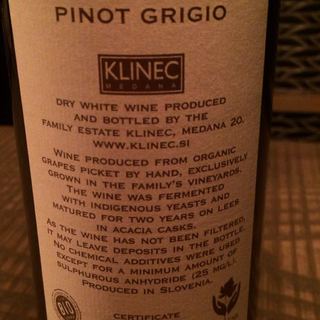 PINOT GRIGIO
KLINEC
MEDANA
DRY WHITE WINE PRODUCED
AND BOTTLED BY THE
FAMILY ESTATE KLINEC, MEDANA 20.
WWW.KLINEC.SI
WINE PRODUCED FROM ORGANIC
GRAPES PICKET BY HAND, EXCLUSIVELY
GROWN IN THE FAMILY'S VINEYARDS.
THE WINE WAS FERMENTED
WITH INDIGENOUS YEASTS AND
MATURED FOR TWO YEARS ON LEES
IN ACACIA CASKS.
AS THE WINE HAS NOT BEEN FILTERED,
IT MAY LEAVE DEPOSITS IN THE BOTTLE.
NO CHEMICAL ADDITIVES WERE USED
EXCEPT FOR A MINIMUM AMOUNT OF
SULPHUROUS ANHYDRIDE (25 MG/L).
PRODUCED IN SLOVENIA.
CERTIFICATE